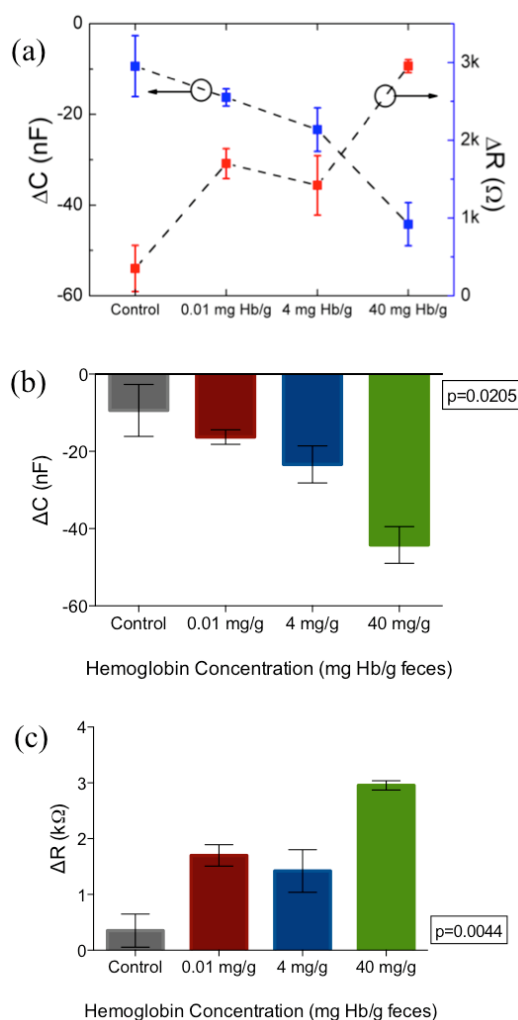 (a)
0
-20
-40
-60
ΔC (nF)
3k
2k
1k
0
ΔR (Ω)
Control 0.01 mg Hb/g 4 mg Hb/g 40 mg Hb/g
(b)
0
-20
-40
-60
ΔC (nF)
p=0.0205
Control 0.01 mg/g 4 mg/g 40 mg/g
Hemoglobin Concentration (mg Hb/g feces)
(c)
4
3
2
1
0
ΔR (kΩ)
p=0.0044
Control 0.01 mg/g 4 mg/g 40 mg/g
Hemoglobin Concentration (mg Hb/g feces)